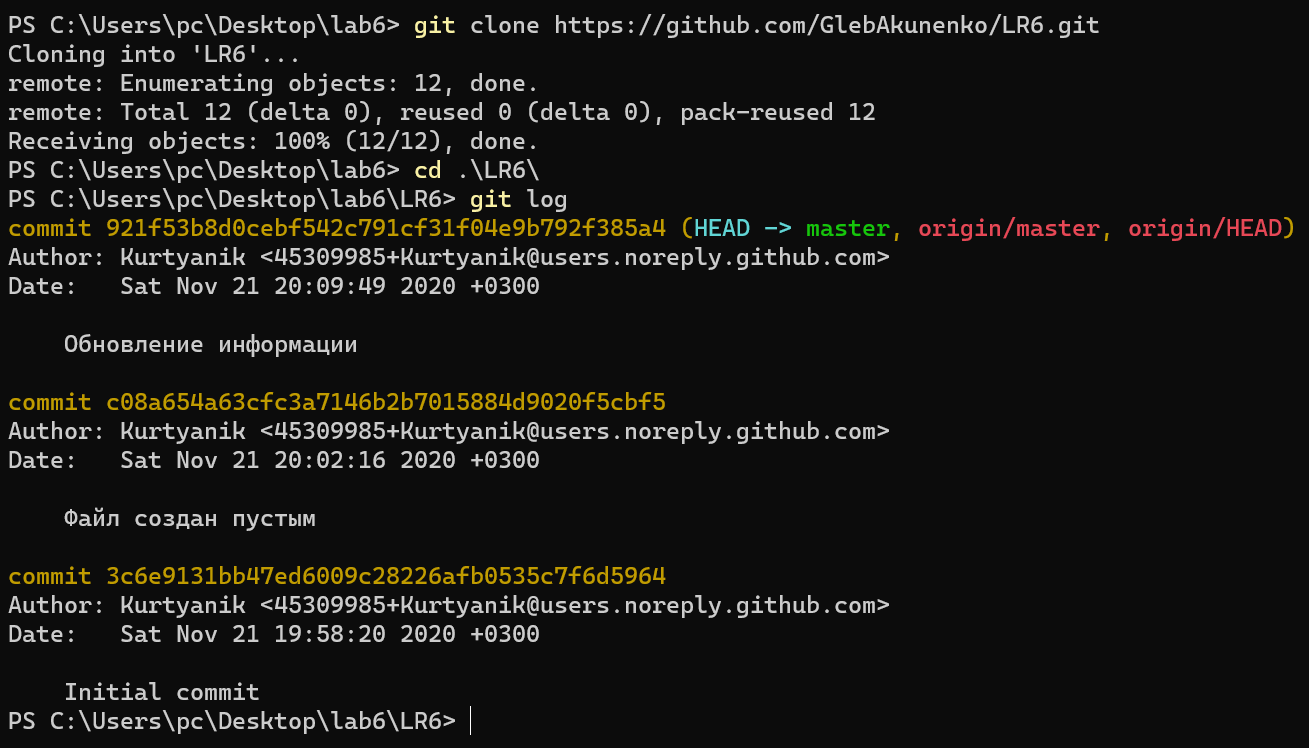 PS C:\Users\pc\Desktop\lab6> git clone https://github.com/GlebAkunenko/LR6.git
Cloning into 'LR6'...
remote: Enumerating objects: 12, done.
remote: Total 12 (delta 0), reused 0 (delta 0), pack-reused 12
Receiving objects: 100% (12/12), done.
PS C:\Users\pc\Desktop\lab6> cd .\LR6\
PS C:\Users\pc\Desktop\lab6\LR6> git log
commit 921f53b8d0cebf542c791cf31f04e9b792f385a4 (HEAD -> master, origin/master, origin/HEAD)
Author: Kurtyanik <45309985+Kurtyanik@users.noreply.github.com>
Date:   Sat Nov 21 20:09:49 2020 +0300

    Обновление информации

commit c08a654a63cfc3a7146b2b7015884d9020f5cbf5
Author: Kurtyanik <45309985+Kurtyanik@users.noreply.github.com>
Date:   Sat Nov 21 20:02:16 2020 +0300

    Файл создан пустым

commit 3c6e9131bb47ed6009c28226afb0535c7f6d5964
Author: Kurtyanik <45309985+Kurtyanik@users.noreply.github.com>
Date:   Sat Nov 21 19:58:20 2020 +0300

    Initial commit
PS C:\Users\pc\Desktop\lab6\LR6>